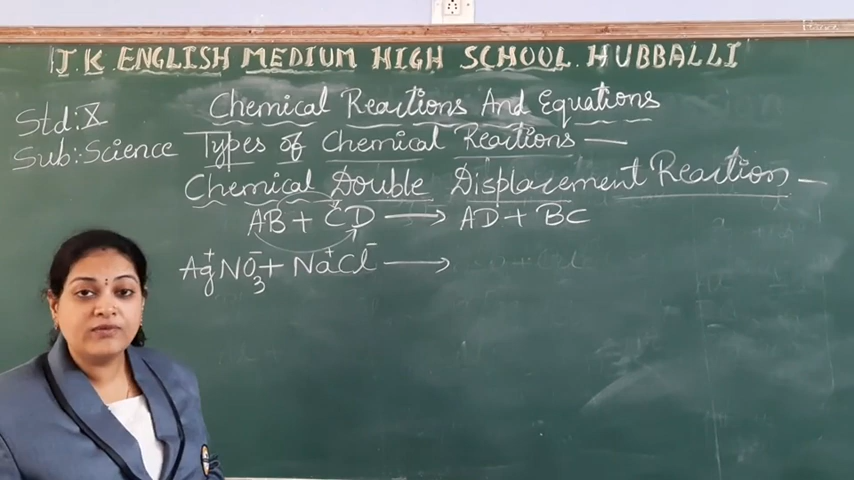 J K ENGLISH MEDIUM HIGH SCHOOL HUBBALLI
Std:X
Chemical Reactions And Equations
Sub:Science
Types of Chemical Reactions —
Chemical Double Displacement Reaction —
AB + CD → AD + BC
Ag⁺NO₃⁻ + Na⁺Cl⁻ →